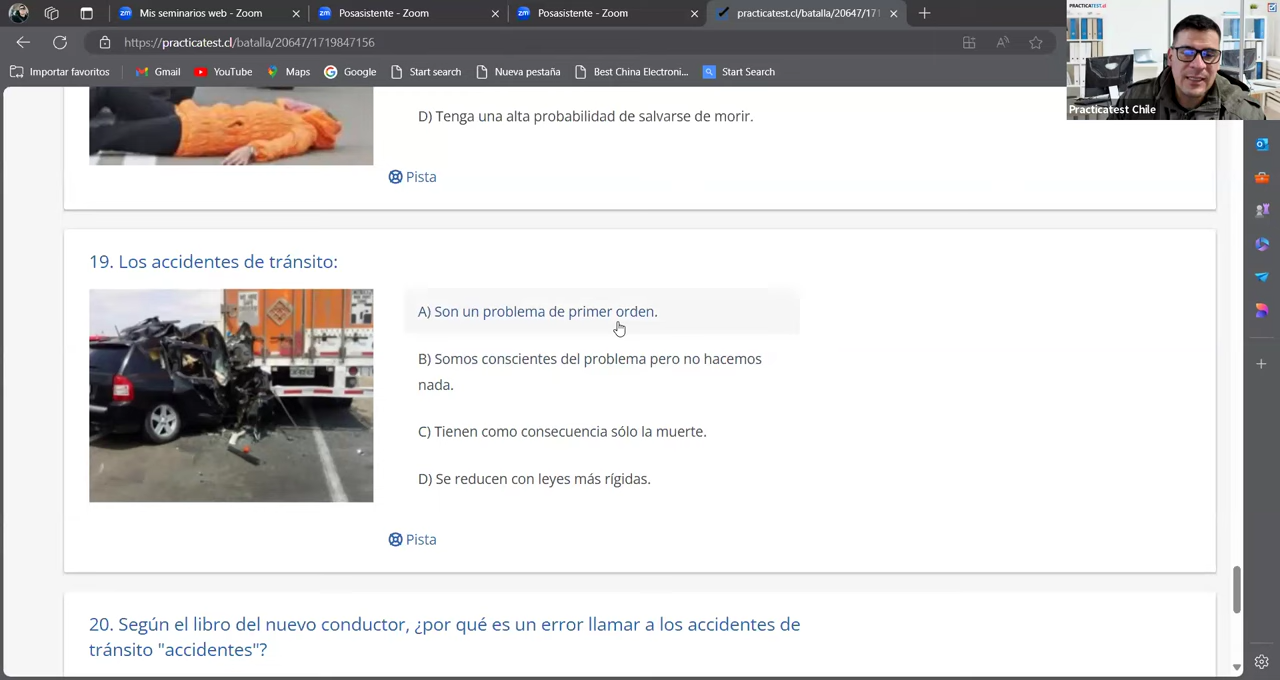 Mis seminarios web - Zoom
Posasistente - Zoom
Posasistente - Zoom
practicatest.cl/batalla/20647/171
https://practicatest.cl/batalla/20647/1719847156
Importar favoritos
Gmail
YouTube
Maps
Google
Start search
Nueva pestaña
Best China Electroni...
Start Search
PRACTICATEST.cl
Practicatest Chile
D) Tenga una alta probabilidad de salvarse de morir.
Pista
19. Los accidentes de tránsito:
A) Son un problema de primer orden.
B) Somos conscientes del problema pero no hacemos
nada.
C) Tienen como consecuencia sólo la muerte.
D) Se reducen con leyes más rígidas.
Pista
20. Según el libro del nuevo conductor, ¿por qué es un error llamar a los accidentes de
tránsito "accidentes"?